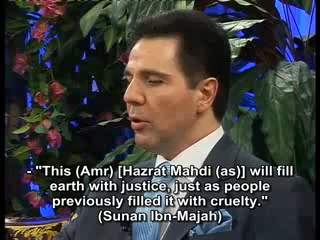 - "This (Amr) [Hazrat Mahdi (as)] will fill
earth with justice, just as people
previously filled it with cruelty."
(Sunan Ibn-Majah)